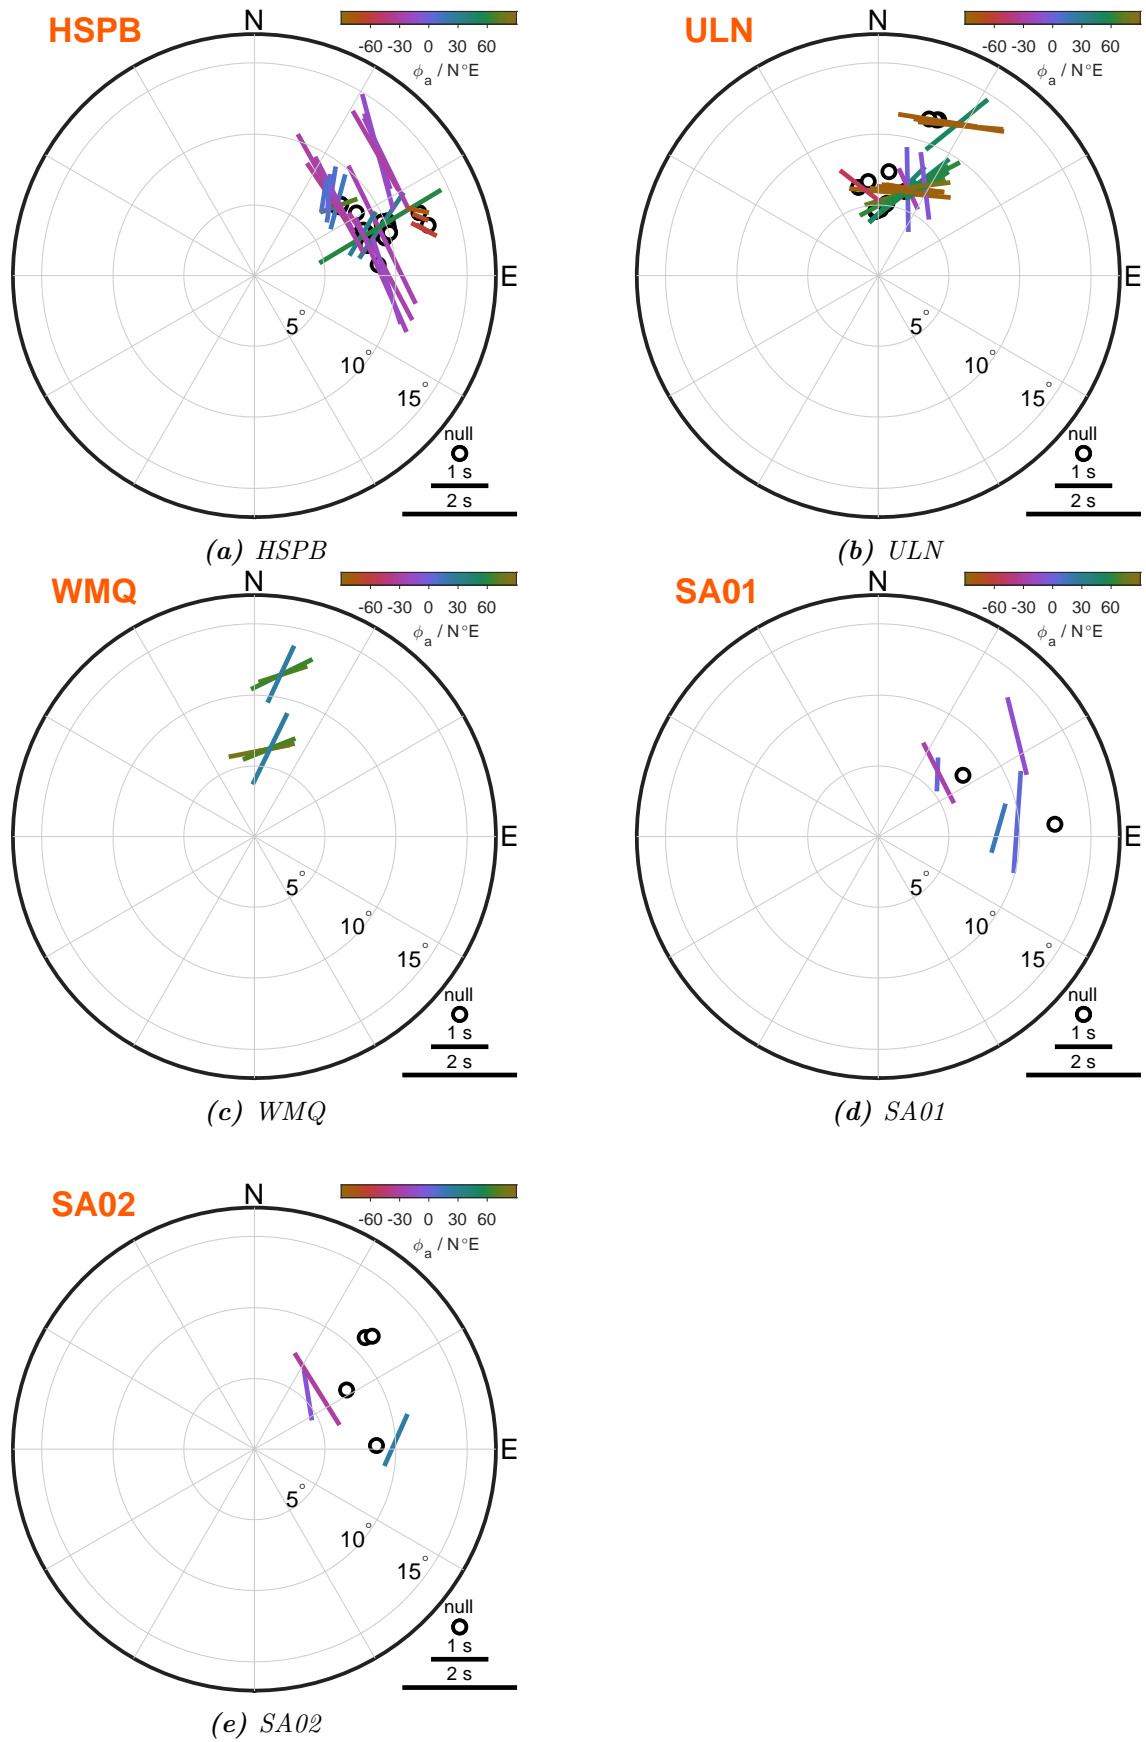 HSPB
N
-60 -30 0 30 60
ϕa / N°E
E
5°
10°
15°
null
1 s
2 s
(a) HSPB
ULN
N
-60 -30 0 30 60
ϕa / N°E
E
5°
10°
15°
null
1 s
2 s
(b) ULN
WMQ
N
-60 -30 0 30 60
ϕa / N°E
E
5°
10°
15°
null
1 s
2 s
(c) WMQ
SA01
N
-60 -30 0 30 60
ϕa / N°E
E
5°
10°
15°
null
1 s
2 s
(d) SA01
SA02
N
-60 -30 0 30 60
ϕa / N°E
E
5°
10°
15°
null
1 s
2 s
(e) SA02